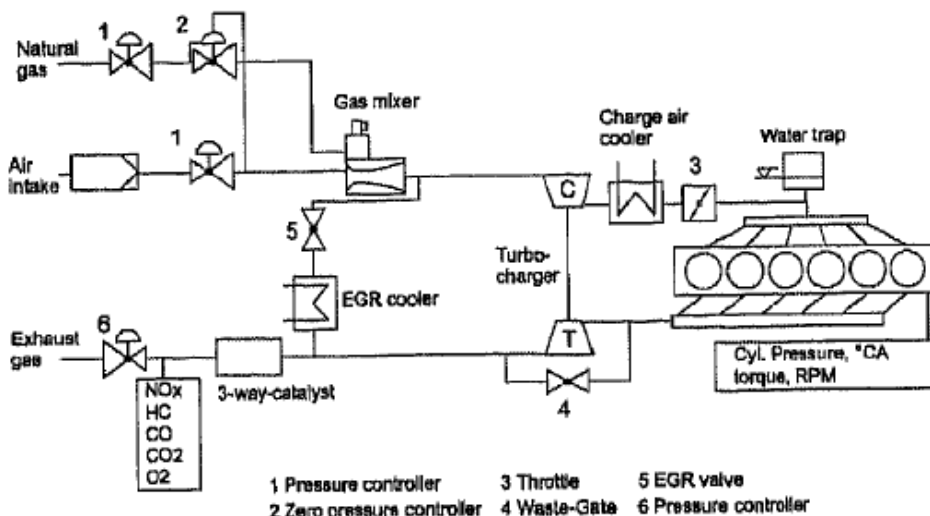 1
2
Natural
gas
Gas mixer
Charge air
cooler
Water trap
1
3
Air
intake
C
5
Turbo-
charger
EGR cooler
6
Exhaust
gas
T
Cyl. Pressure, °CA
torque, RPM
3-way-catalyst
4
NOx
HC
CO
CO2
O2
1 Pressure controller
3 Throttle
5 EGR valve
2 Zero pressure controller
4 Waste-Gate
6 Pressure controller